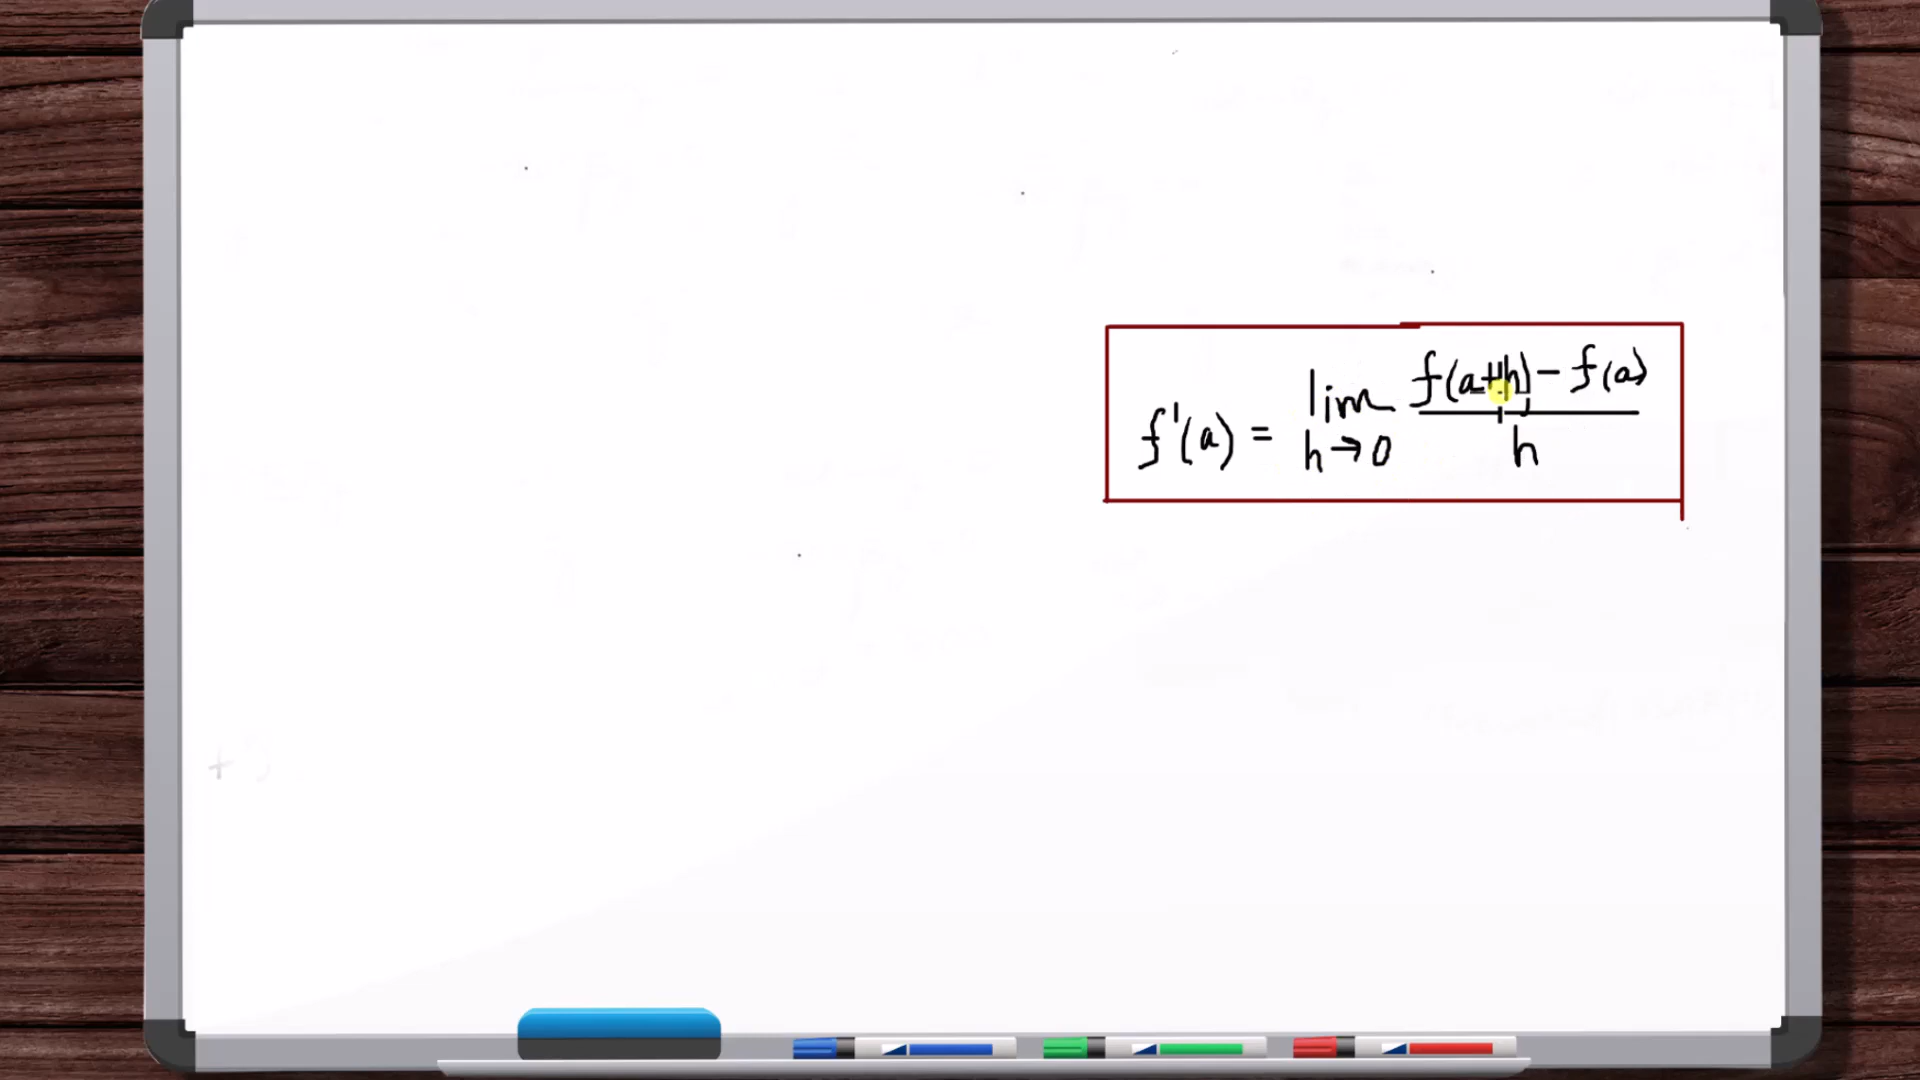 f'(a) = lim h→0 f(a+h) - f(a) / h